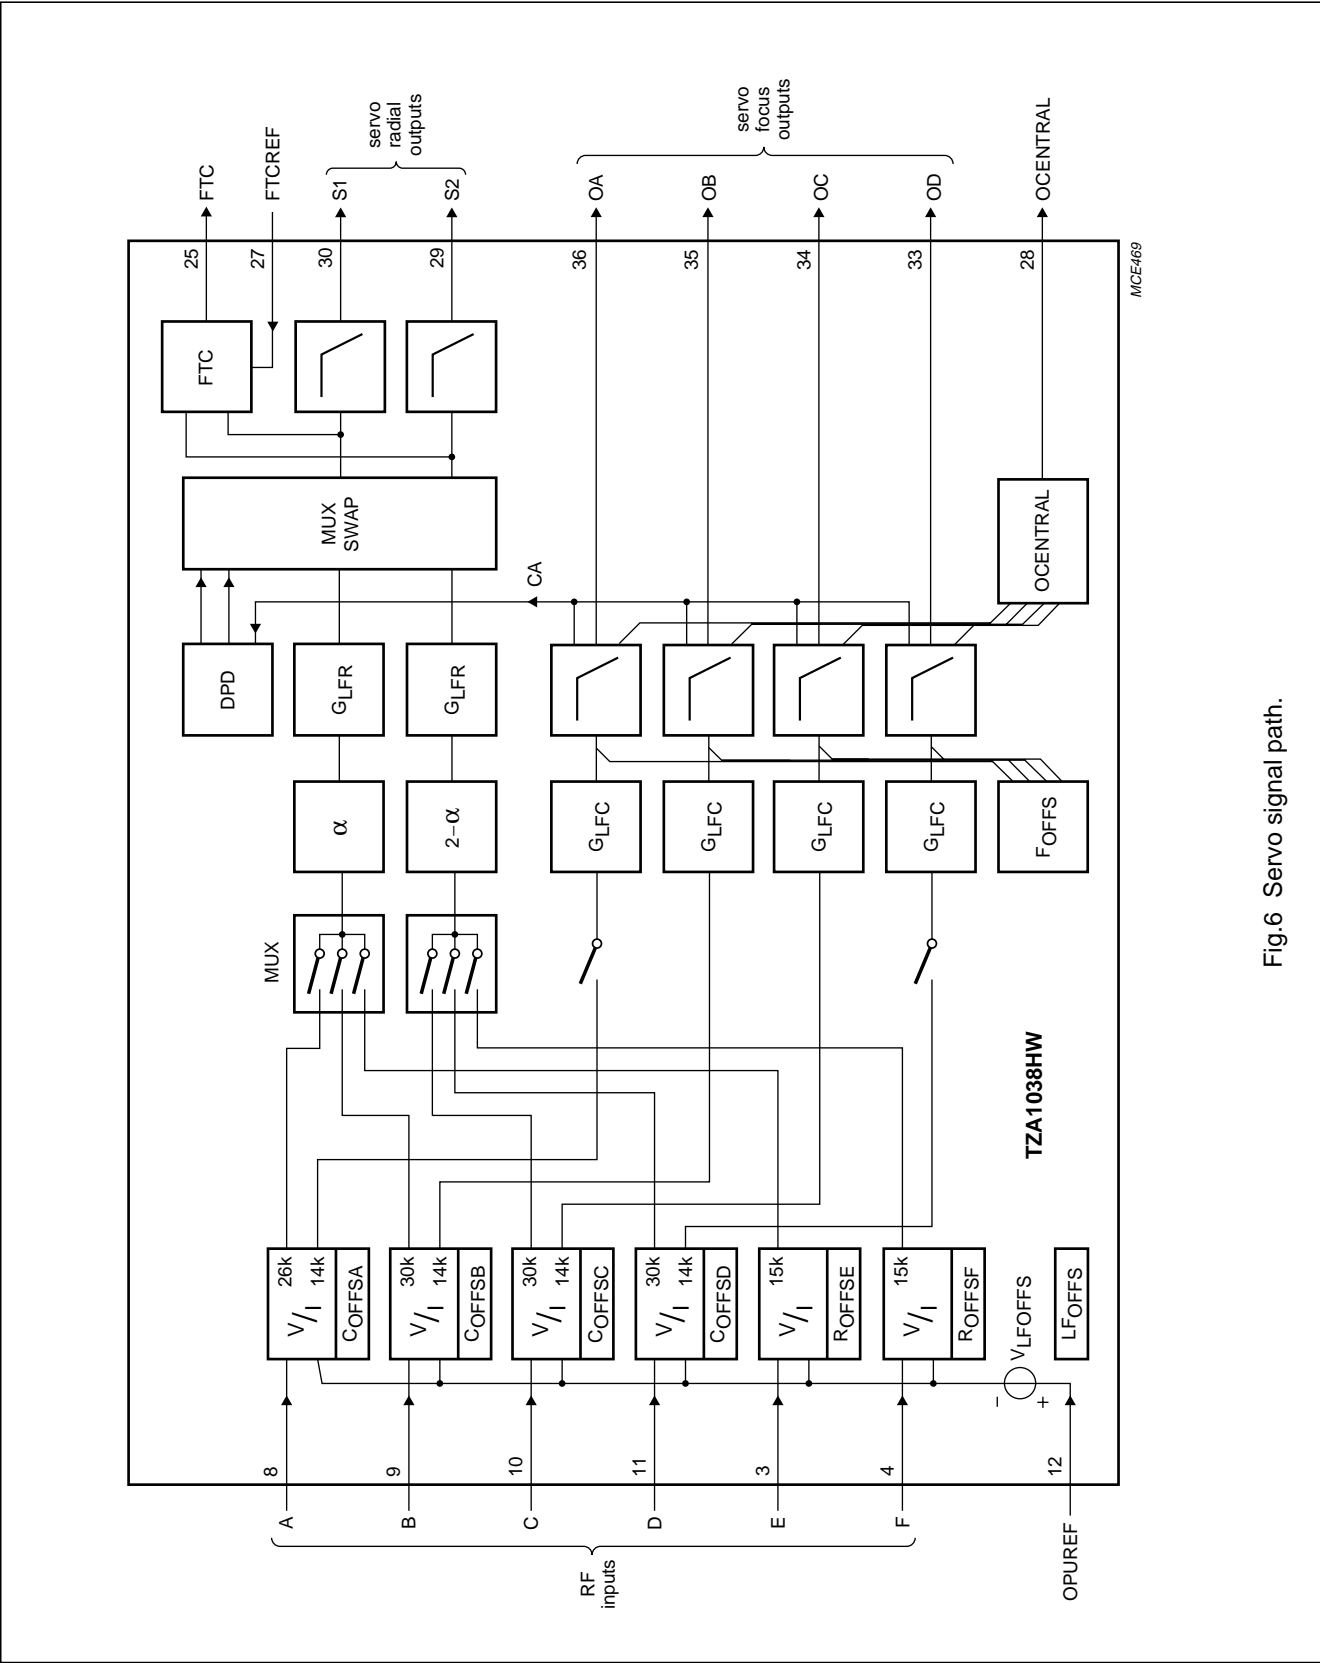 FTC
FTCREF
servo
radial
outputs
S1
S2
servo
focus
outputs
OA
OB
OC
OD
OCENTRAL
25
27
30
29
36
35
34
33
28
MCE469
FTC
MUX
SWAP
OCENTRAL
CA
DPD
GLFR
GLFR
α
2−α
GLFC
GLFC
GLFC
GLFC
FOFFS
MUX
TZA1038HW
26k
14k
V/I
COFFSA
30k
14k
V/I
COFFSB
30k
14k
V/I
COFFSC
30k
14k
V/I
COFFSD
15k
V/I
ROFFSE
15k
V/I
ROFFSF
VLFOFFS
LFOFFS
−
+
8
9
10
11
3
4
12
A
B
C
D
E
F
OPUREF
RF
inputs
Fig.6 Servo signal path.